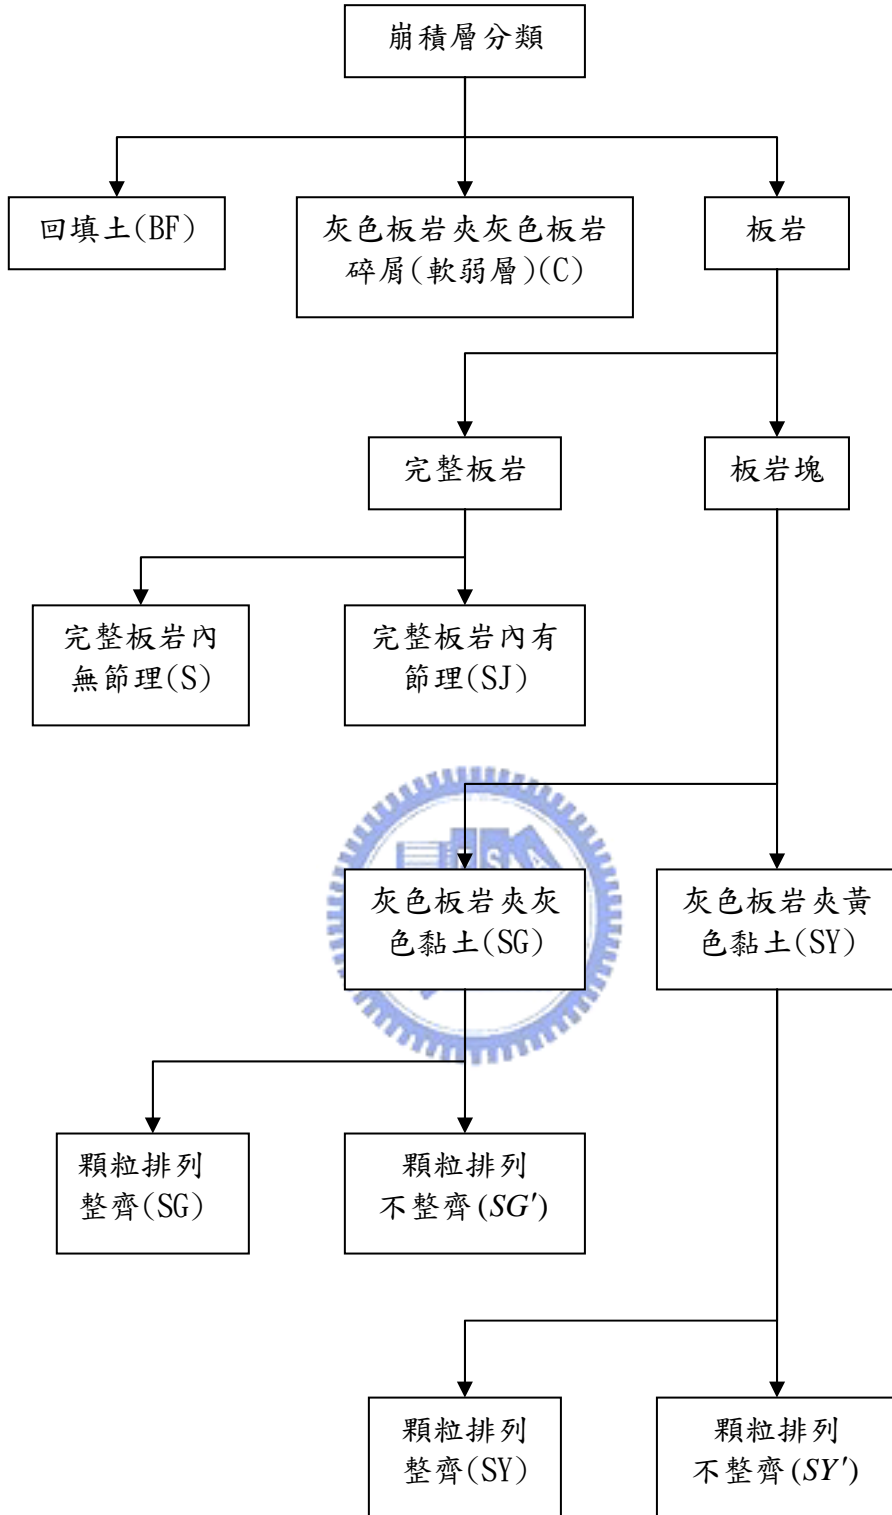 崩積層分類
回填土(BF)
灰色板岩夾灰色板岩
碎屑(軟弱層)(C)
板岩
完整板岩
板岩塊
完整板岩內
無節理(S)
完整板岩內有
節理(SJ)
灰色板岩夾灰
色黏土(SG)
灰色板岩夾黃
色黏土(SY)
顆粒排列
整齊(SG)
顆粒排列
不整齊(SG′)
顆粒排列
整齊(SY)
顆粒排列
不整齊(SY′)